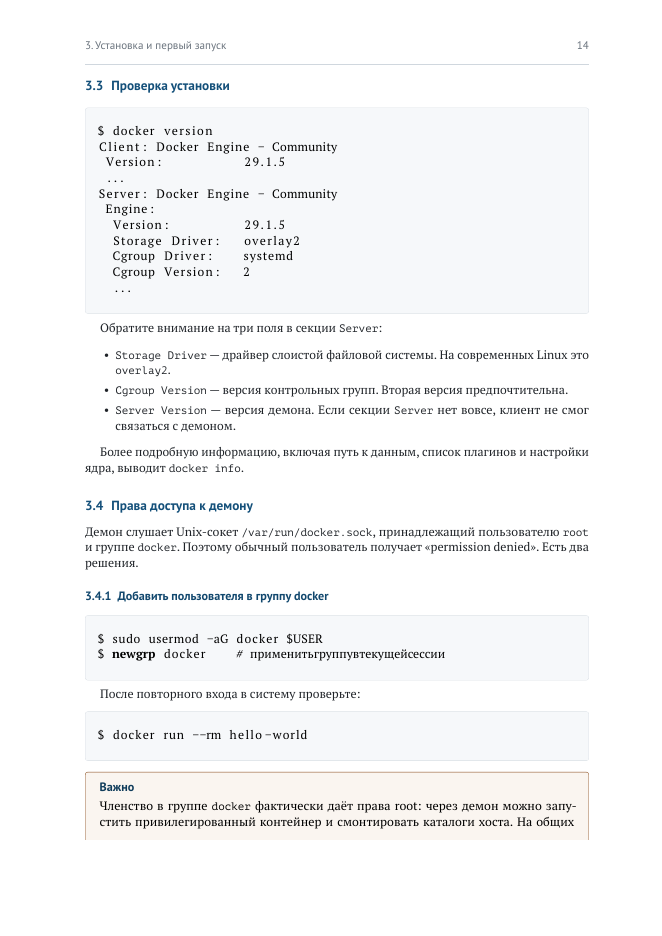 3. Установка и первый запуск 14
3.3 Проверка установки
$ docker version
Client: Docker Engine − Community
 Version:           29.1.5
 ...
Server: Docker Engine − Community
 Engine:
  Version:          29.1.5
  Storage Driver:   overlay2
  Cgroup Driver:    systemd
  Cgroup Version:   2
  ...
Обратите внимание на три поля в секции Server:
• Storage Driver — драйвер слоистой файловой системы. На современных Linux это
overlay2.
• Cgroup Version — версия контрольных групп. Вторая версия предпочтительна.
• Server Version — версия демона. Если секции Server нет вовсе, клиент не смог
связаться с демоном.
Более подробную информацию, включая путь к данным, список плагинов и настройки
ядра, выводит docker info.
3.4 Права доступа к демону
Демон слушает Unix-сокет /var/run/docker.sock, принадлежащий пользователю root
и группе docker. Поэтому обычный пользователь получает «permission denied». Есть два
решения.
3.4.1 Добавить пользователя в группу docker
$ sudo usermod −aG docker $USER
$ newgrp docker    # применитьгруппувтекущейсессии
После повторного входа в систему проверьте:
$ docker run −−rm hello−world
Важно
Членство в группе docker фактически даёт права root: через демон можно запу-
стить привилегированный контейнер и смонтировать каталоги хоста. На общих